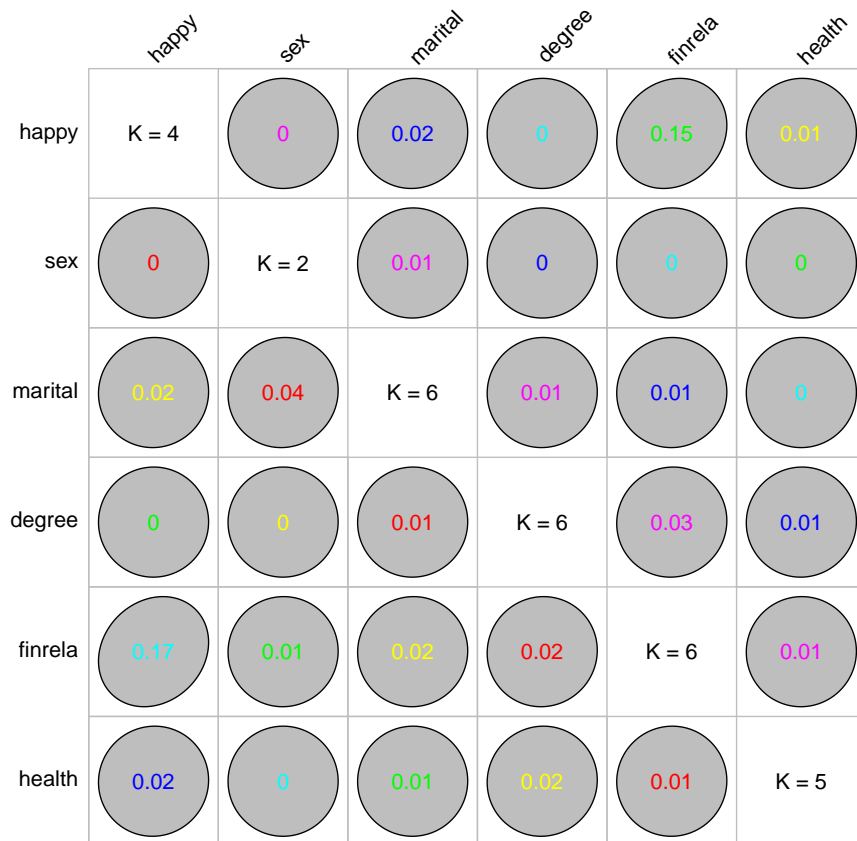 happy sex marital degree finrela health
happy K = 4 0 0.02 0 0.15 0.01
sex 0 K = 2 0.01 0 0 0
marital 0.02 0.04 K = 6 0.01 0.01 0
degree 0 0 0.01 K = 6 0.03 0.01
finrela 0.17 0.01 0.02 0.02 K = 6 0.01
health 0.02 0 0.01 0.02 0.01 K = 5